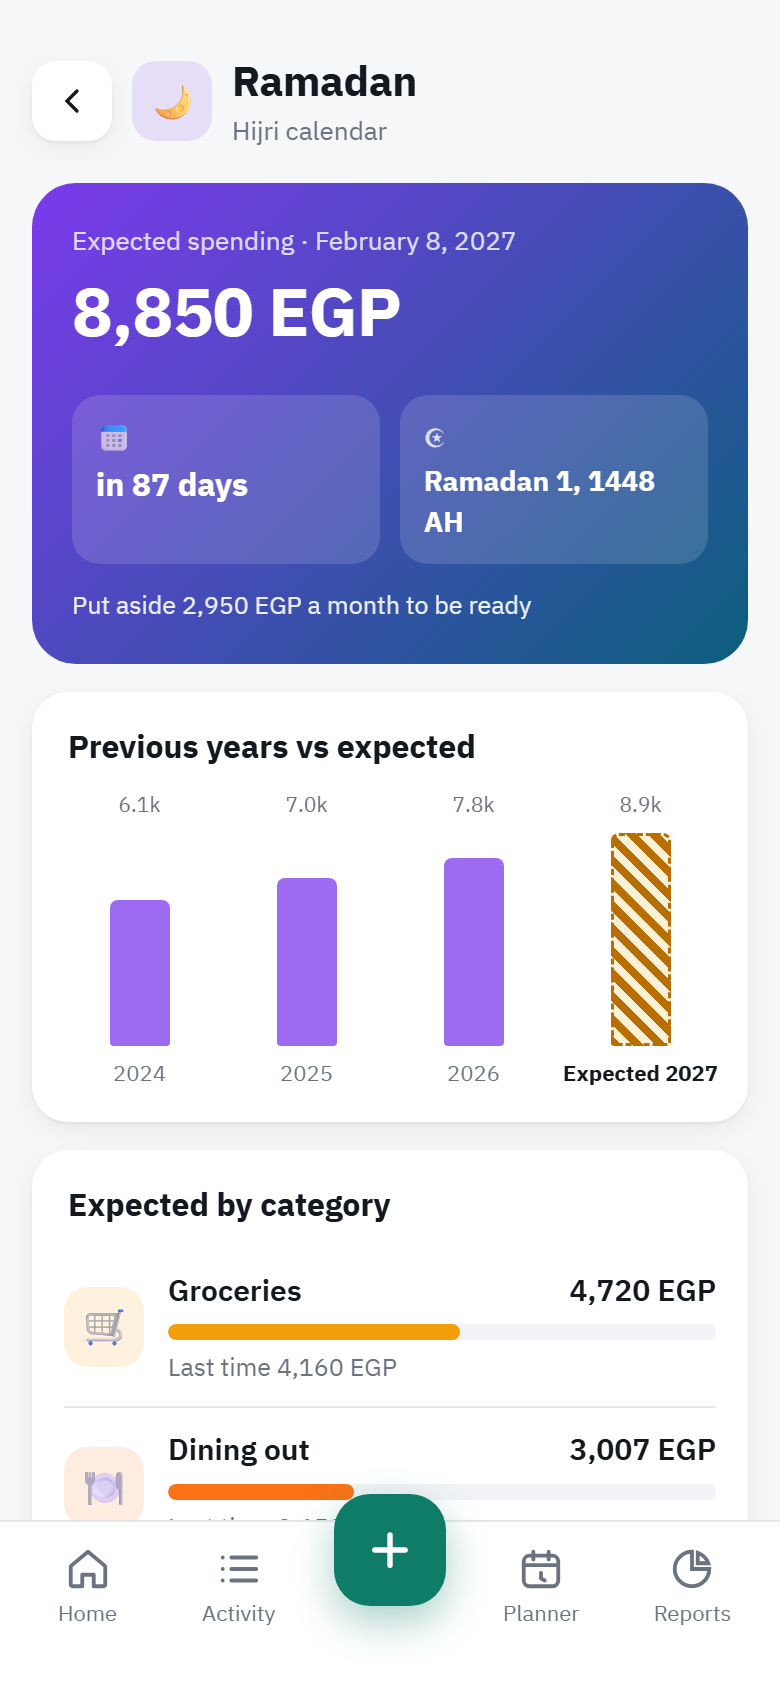 Ramadan
Hijri calendar
Expected spending · February 8, 2027
8,850 EGP
in 87 days
Ramadan 1, 1448
AH
Put aside 2,950 EGP a month to be ready
Previous years vs expected
6.1k 7.0k 7.8k 8.9k
2024 2025 2026 Expected 2027
Expected by category
Groceries 4,720 EGP
Last time 4,160 EGP
Dining out 3,007 EGP
Home Activity Planner Reports